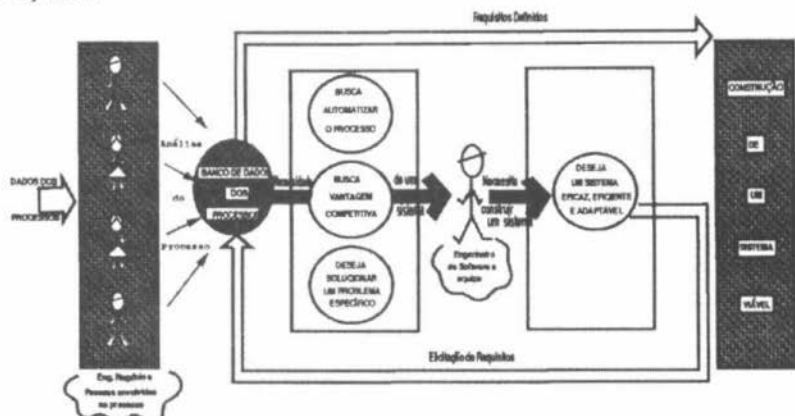 Requisitos Definidos
BUSCA
AUTOMATIZAR
O PROCESSO
Análise
do
Processo
DADOS DOS
PROCESSOS
BANCO DE DADOS
DOS
PROCESSOS
BUSCA
VANTAGEM
COMPETITIVA
de um
sistema
Necessita
construir
um sistema
DESEJA
UM SISTEMA
EFICAZ, EFICIENTE
E ADAPTÁVEL
CONSTRUÇÃO
DE
UM
SISTEMA
VIÁVEL
DESEJA
SOLUCIONAR
UM PROBLEMA
ESPECÍFICO
Engenheiro
de Software e
equipe
Elicitação de Requisitos
Eng. Negócio e
Pessoas envolvidas
no processo